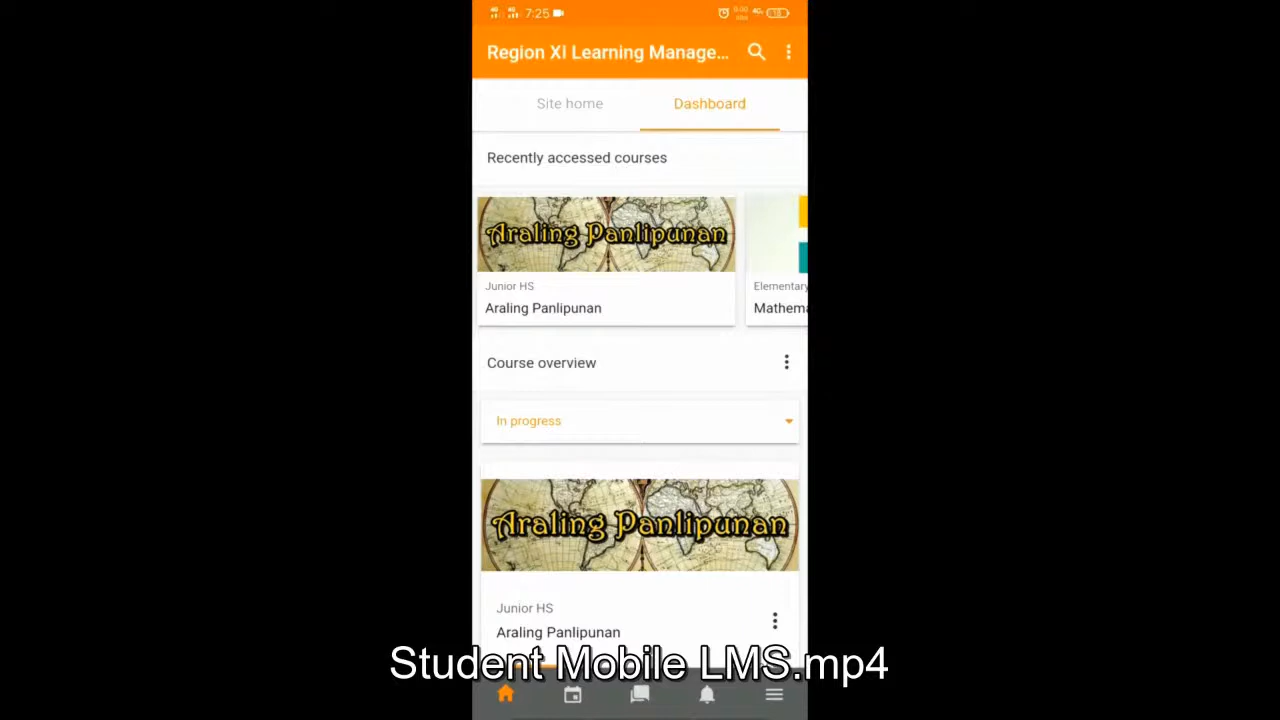 7:25
Region XI Learning Manage...
Site home
Dashboard
Recently accessed courses
Araling Panlipunan
Junior HS
Araling Panlipunan
Elementary
Mathema
Course overview
In progress
Araling Panlipunan
Junior HS
Araling Panlipunan
Student Mobile LMS.mp4